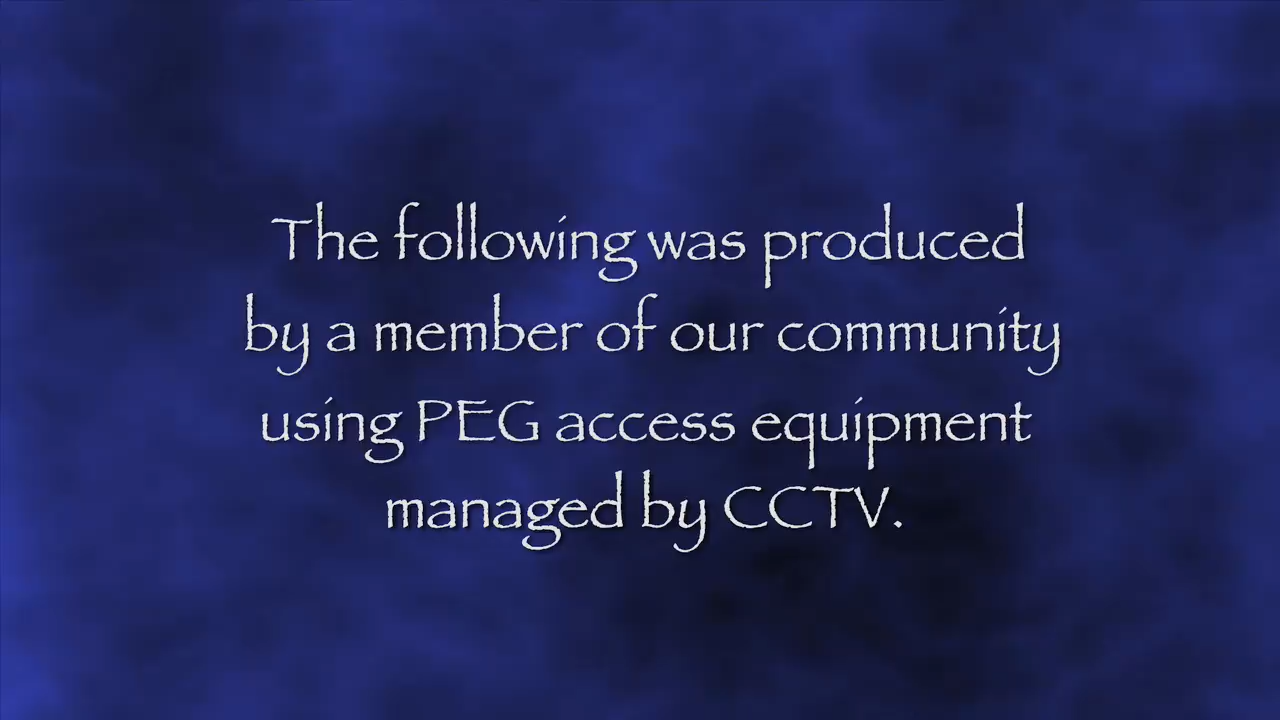 The following was produced
by a member of our community
using PEG access equipment
managed by CCTV.